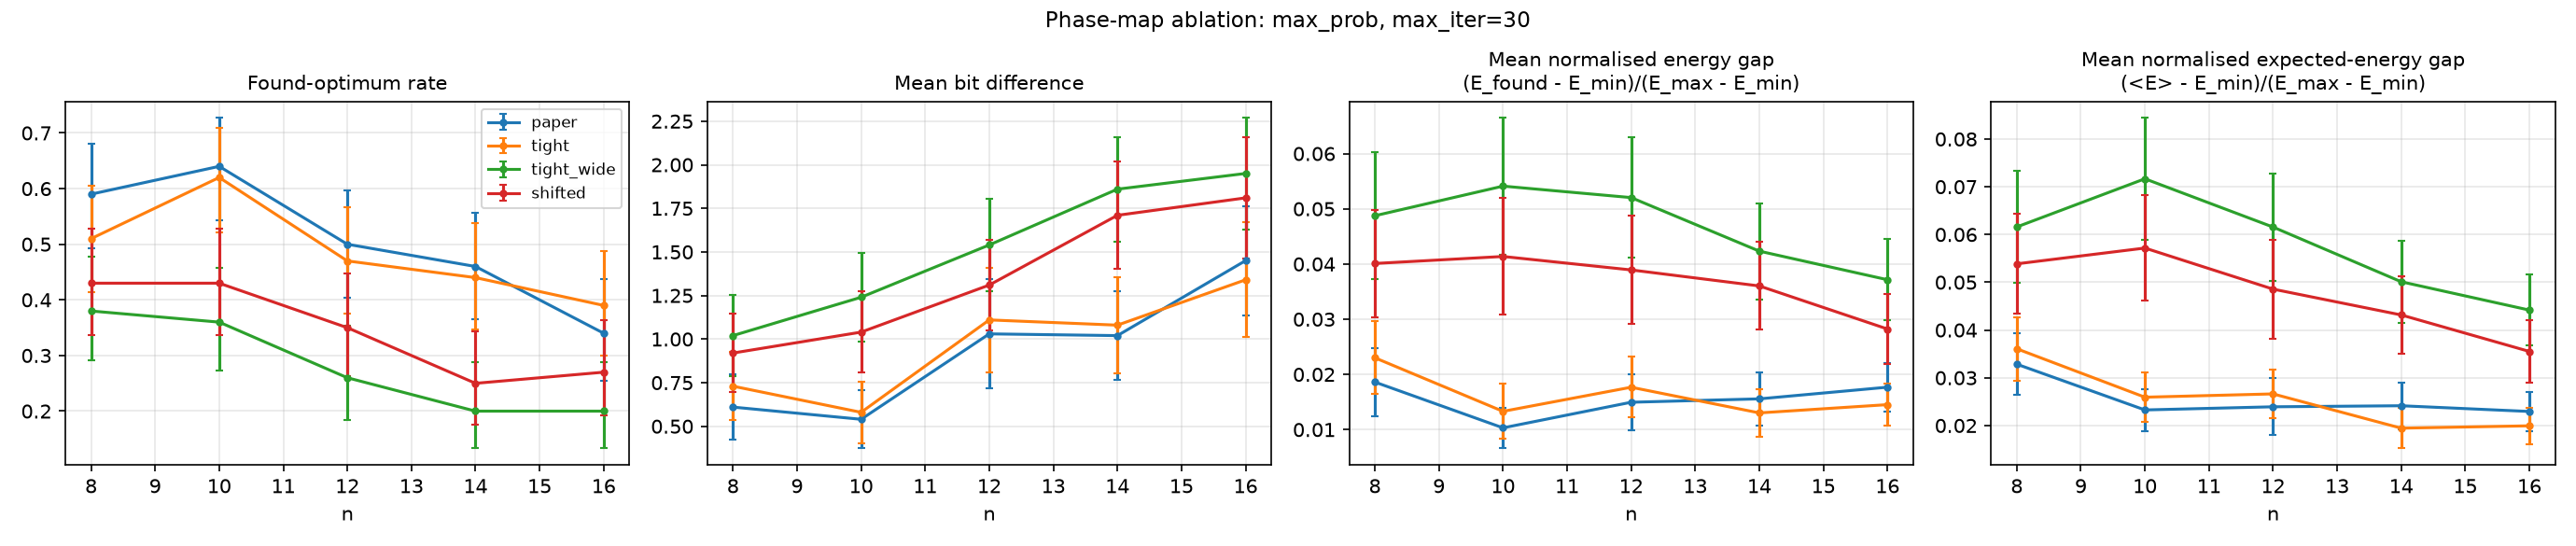 Phase-map ablation: max_prob, max_iter=30
Found-optimum rate
0.7
0.6
0.5
0.4
0.3
0.2
paper
tight
tight_wide
shifted
8 9 10 11 12 13 14 15 16
n
Mean bit difference
2.25
2.00
1.75
1.50
1.25
1.00
0.75
0.50
8 9 10 11 12 13 14 15 16
n
Mean normalised energy gap
(E_found - E_min)/(E_max - E_min)
0.06
0.05
0.04
0.03
0.02
0.01
8 9 10 11 12 13 14 15 16
n
Mean normalised expected-energy gap
(<E> - E_min)/(E_max - E_min)
0.08
0.07
0.06
0.05
0.04
0.03
0.02
8 9 10 11 12 13 14 15 16
n